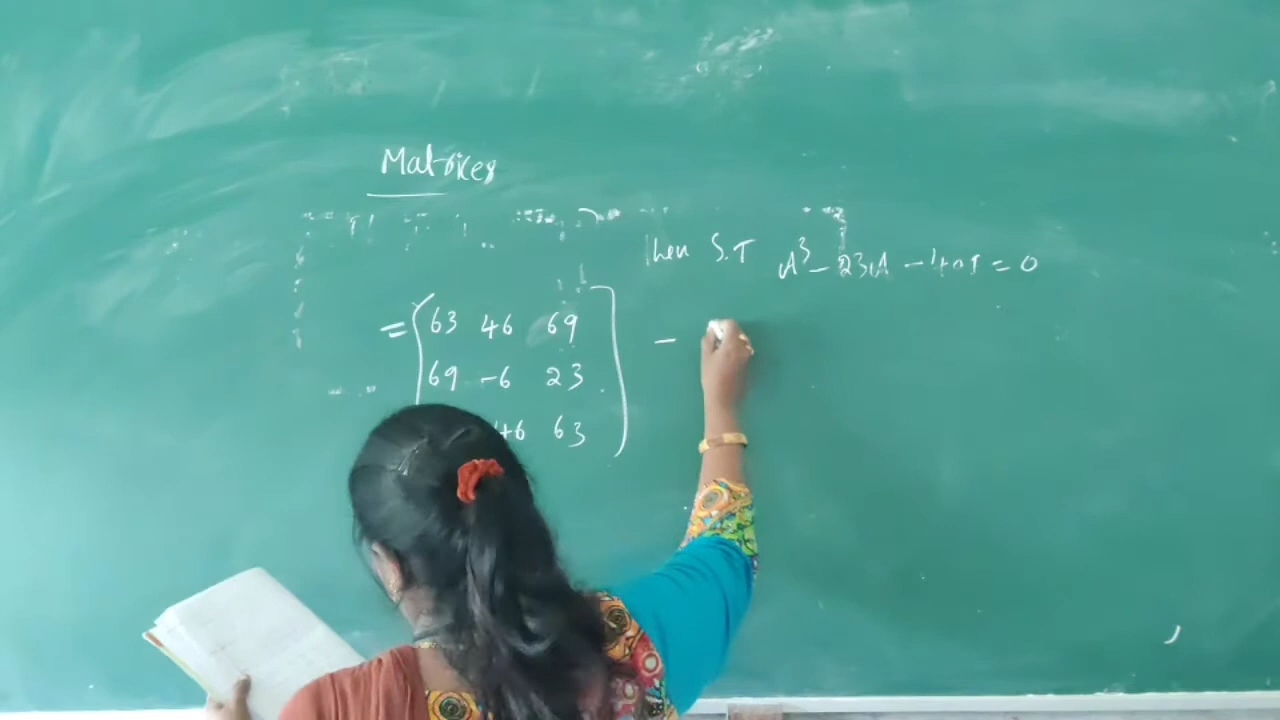 Matrices
Then S.T A³ - 23A - 40I = 0
= 63 46 69 -
69 -6 23
46 63